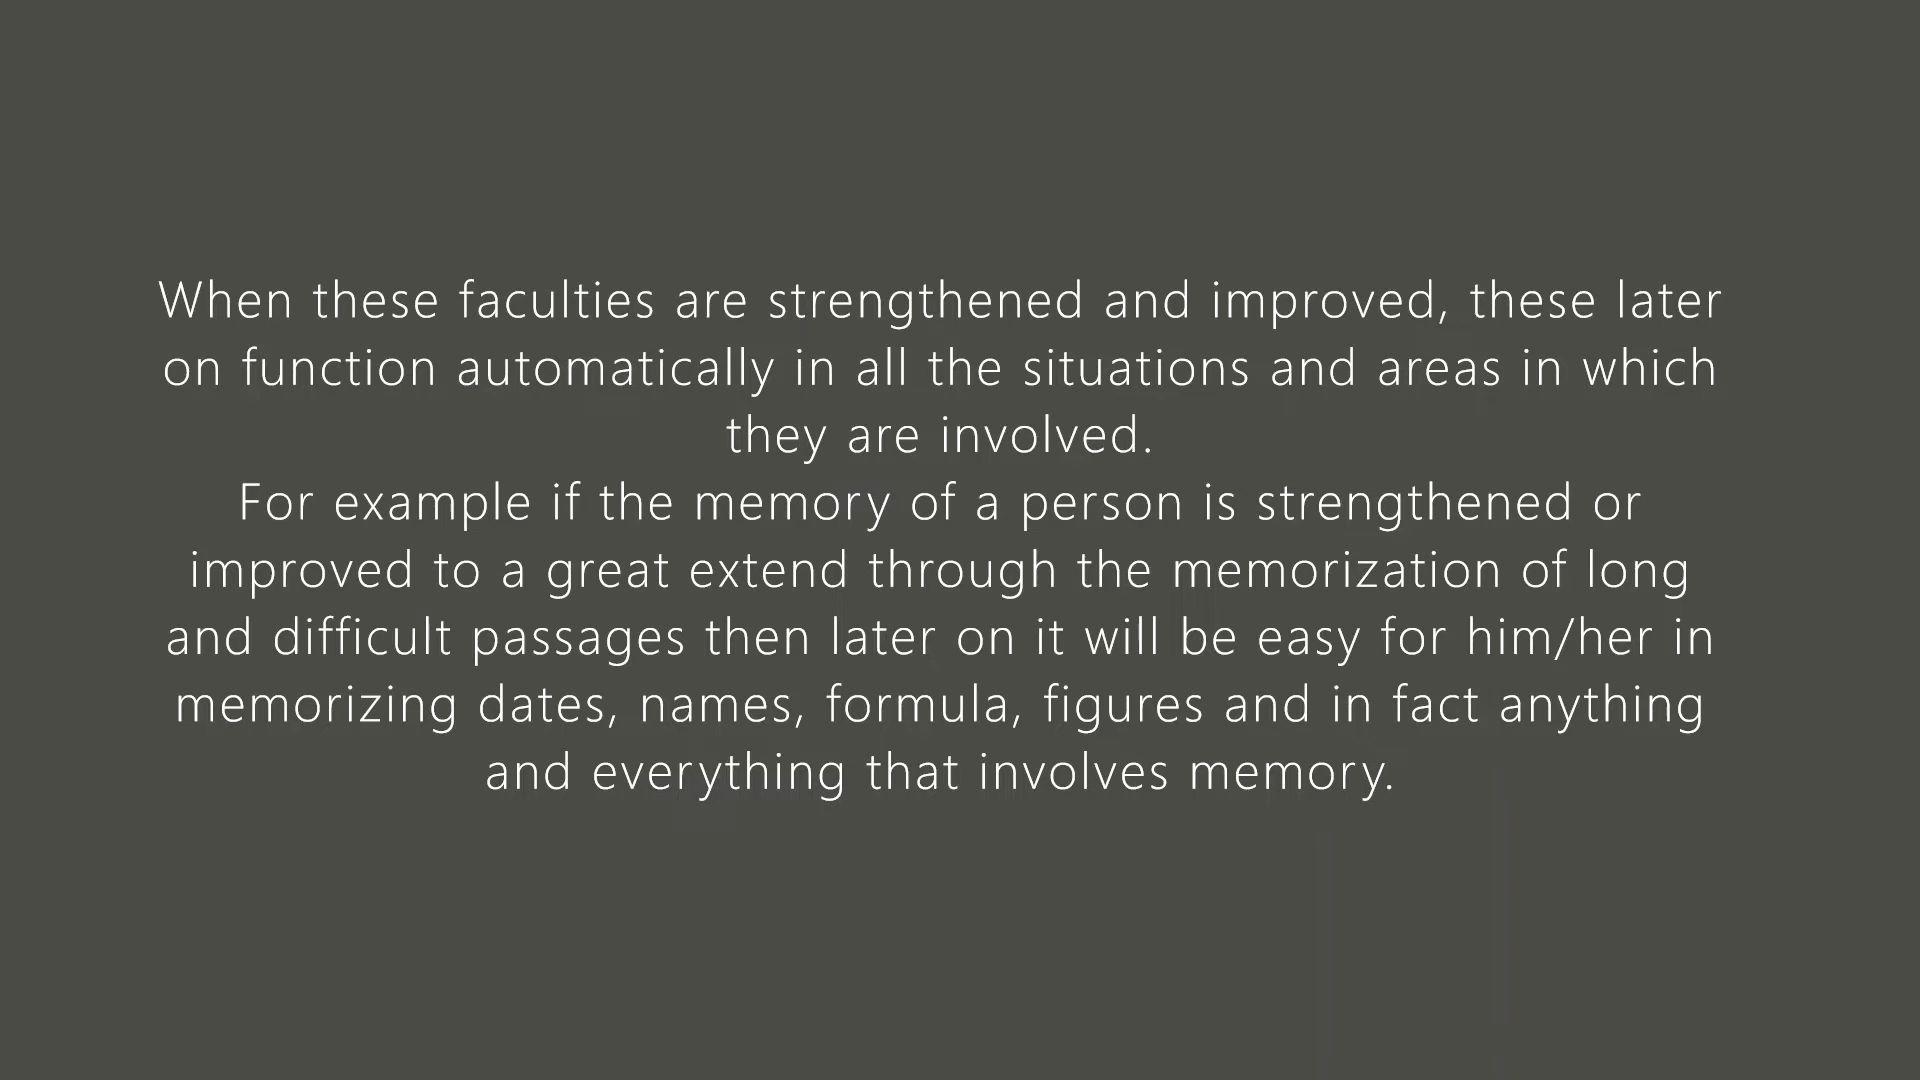 When these faculties are strengthened and improved, these later
on function automatically in all the situations and areas in which
they are involved.
For example if the memory of a person is strengthened or
improved to a great extend through the memorization of long
and difficult passages then later on it will be easy for him/her in
memorizing dates, names, formula, figures and in fact anything
and everything that involves memory.